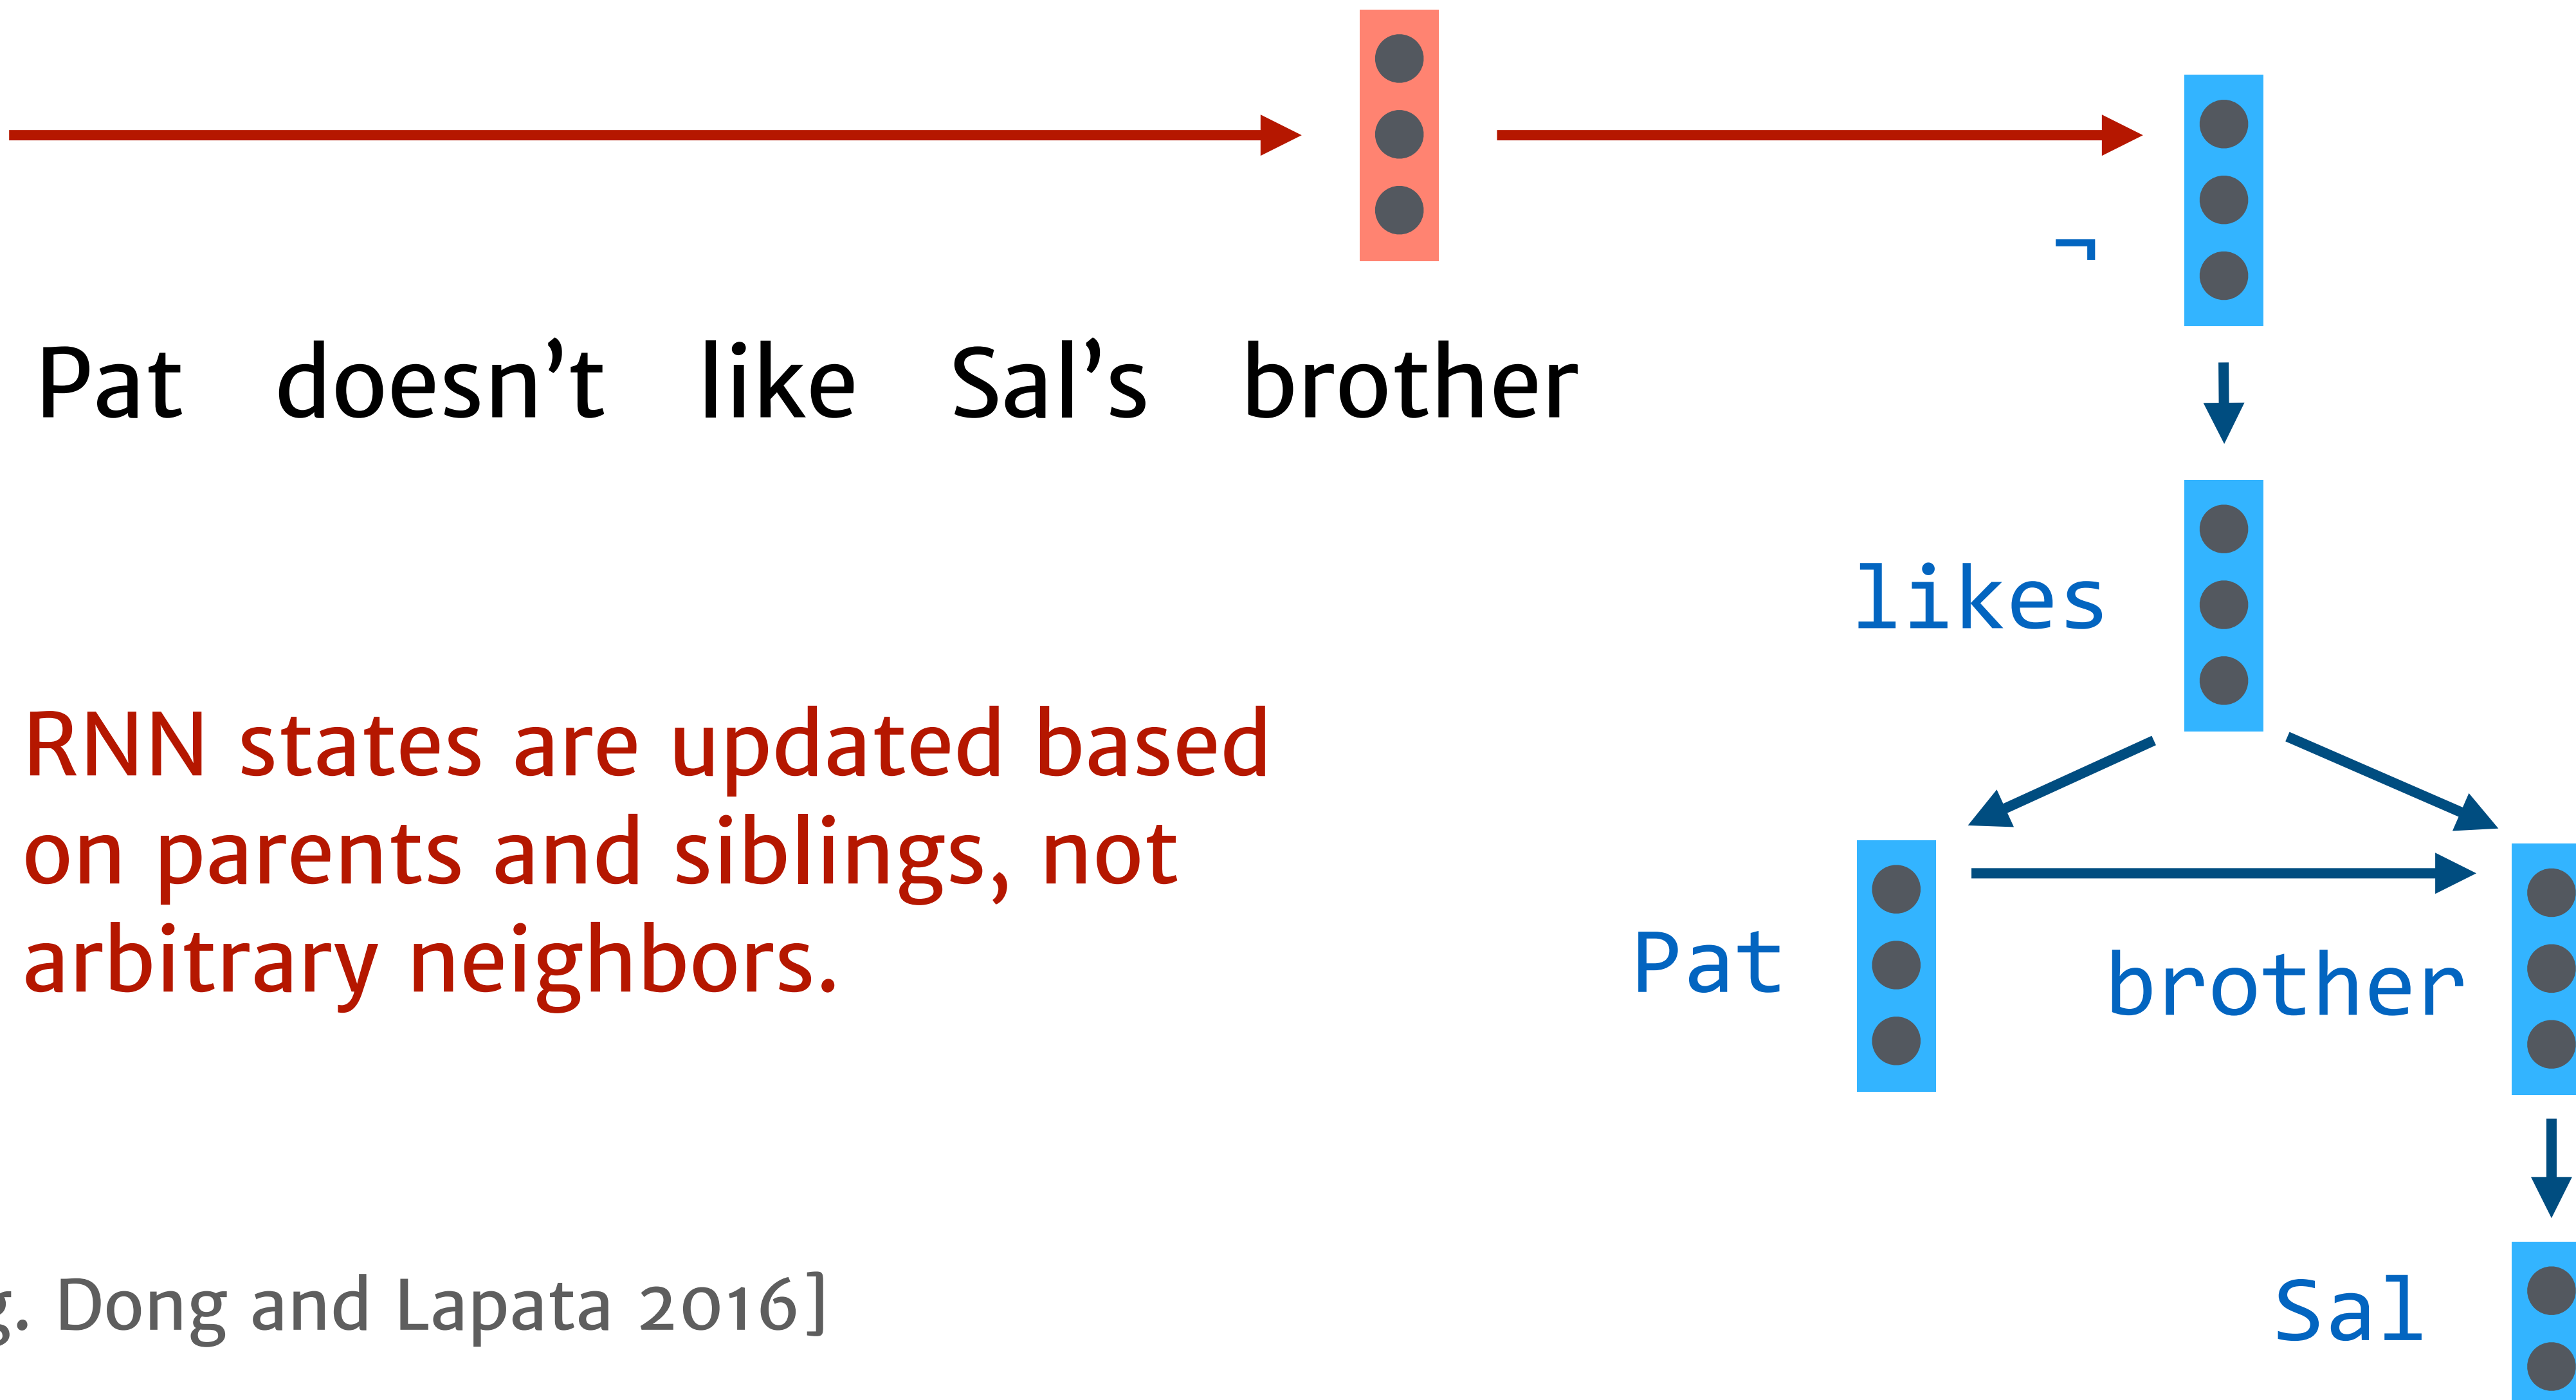 ¬
Pat doesn’t like Sal’s brother
likes
RNN states are updated based
on parents and siblings, not
arbitrary neighbors.
Pat
brother
g. Dong and Lapata 2016]
Sal